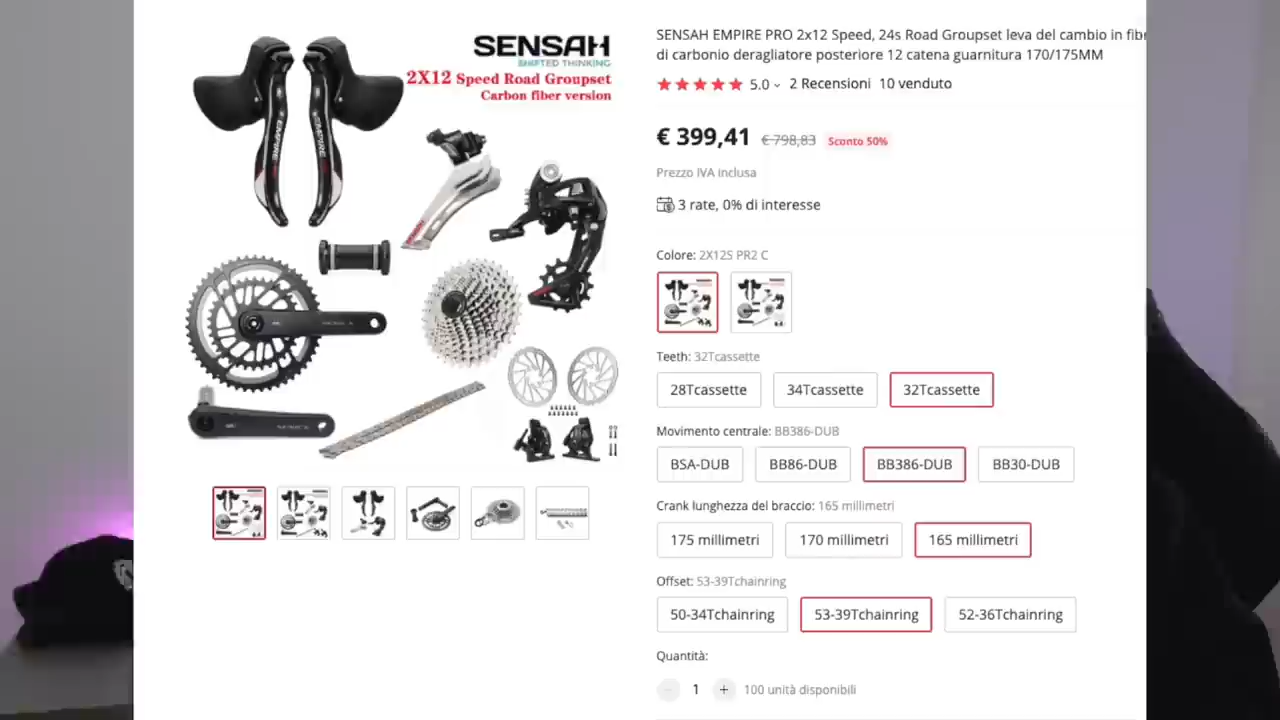 SENSAH
SHIFTED THINKING
2X12 Speed Road Groupset
Carbon fiber version
EMPIRE
EMPIRE
SENSAH EMPIRE PRO 2x12 Speed, 24s Road Groupset leva del cambio in fibr
di carbonio deragliatore posteriore 12 catena guarnitura 170/175MM
5.0 2 Recensioni 10 venduto
€ 399,41 € 798,83 Sconto 50%
Prezzo IVA inclusa
3 rate, 0% di interesse
Colore: 2X12S PR2 C
Teeth: 32Tcassette
28Tcassette 34Tcassette 32Tcassette
Movimento centrale: BB386-DUB
BSA-DUB BB86-DUB BB386-DUB BB30-DUB
Crank lunghezza del braccio: 165 millimetri
175 millimetri 170 millimetri 165 millimetri
Offset: 53-39Tchainring
50-34Tchainring 53-39Tchainring 52-36Tchainring
Quantità:
1 + 100 unità disponibili